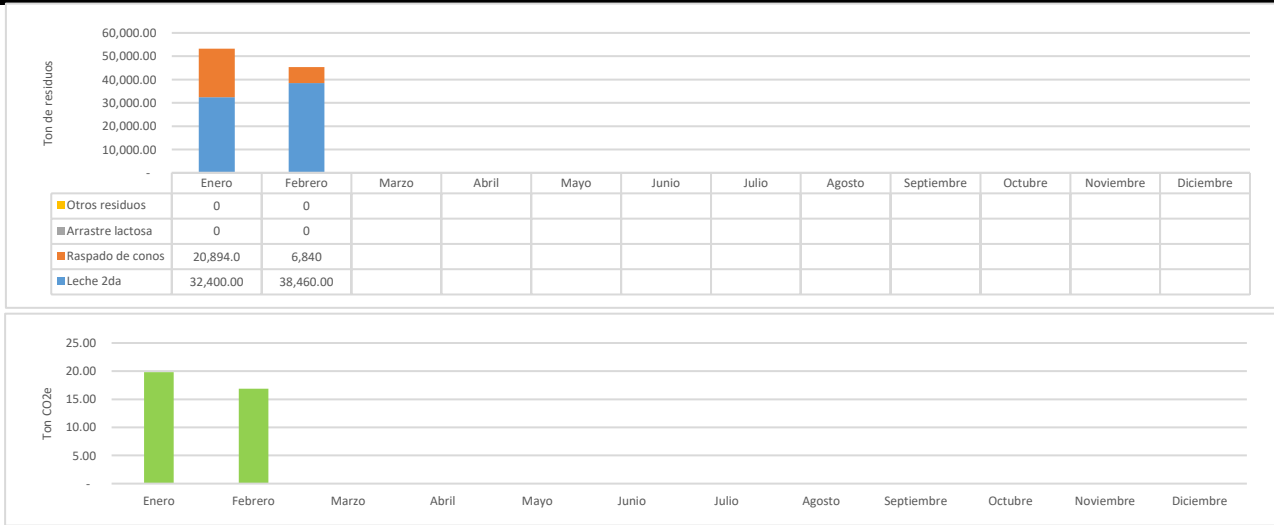 60,000.00
50,000.00
40,000.00
30,000.00
20,000.00
10,000.00
-
Ton de residuos
Enero Febrero Marzo Abril Mayo Junio Julio Agosto Septiembre Octubre Noviembre Diciembre
Otros residuos 0 0
Arrastre lactosa 0 0
Raspado de conos 20,894.0 6,840
Leche 2da 32,400.00 38,460.00
25.00
20.00
15.00
10.00
5.00
-
Ton CO2e
Enero Febrero Marzo Abril Mayo Junio Julio Agosto Septiembre Octubre Noviembre Diciembre